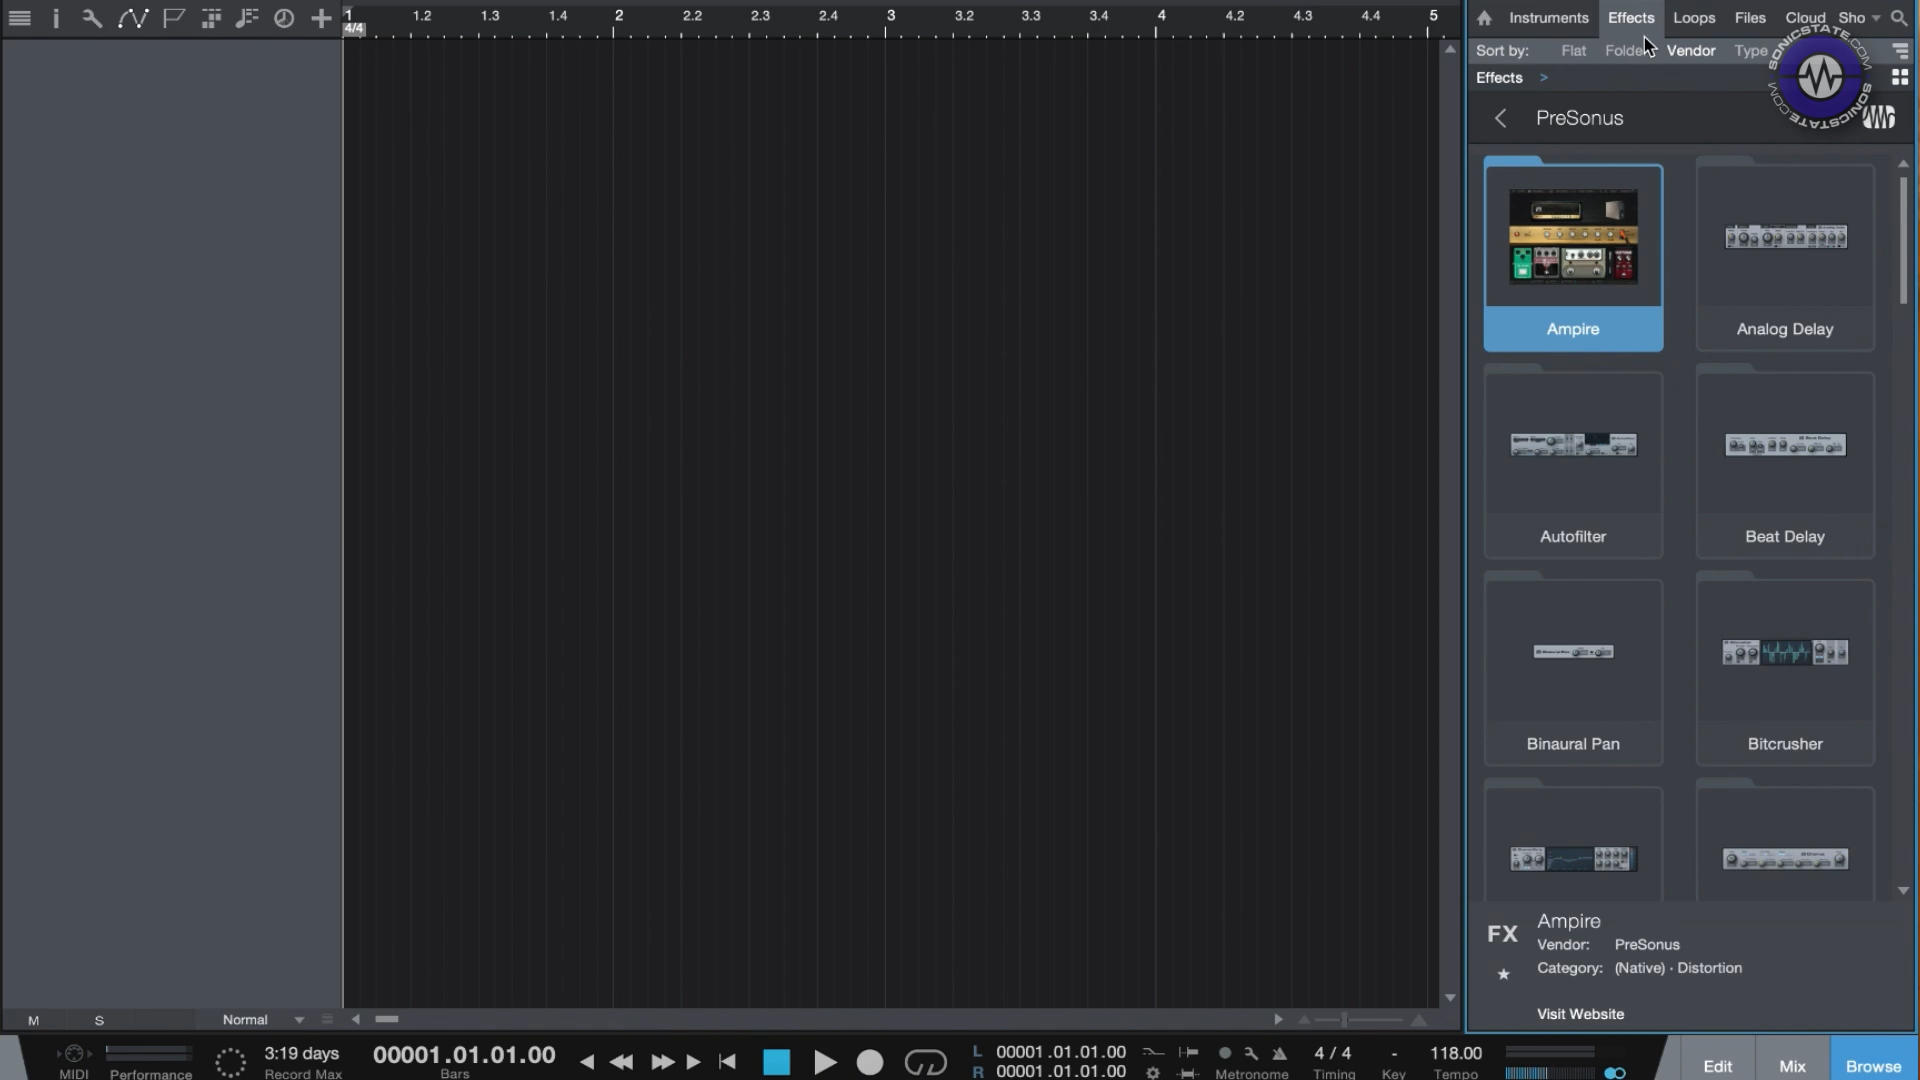 1 1.2 1.3 1.4 2 2.2 2.3 2.4 3 3.2 3.3 3.4 4 4.2 4.3 4.4 5
4/4
Instruments Effects Loops Files Cloud Sho
Sort by: Flat Folde Vendor Type
Effects >
PreSonus
SONICSTATE.COM SONICSTATE.COM
Ampire Analog Delay
Autofilter Beat Delay
Binaural Pan Bitcrusher
FX Ampire
Vendor: PreSonus
Category: (Native) · Distortion
Visit Website
M S Normal
3:19 days 00001.01.01.00 L 00001.01.01.00 4 / 4 - 118.00
MIDI Performance Record Max Bars R 00001.01.01.00 Metronome Timing Key Tempo
Edit Mix Browse